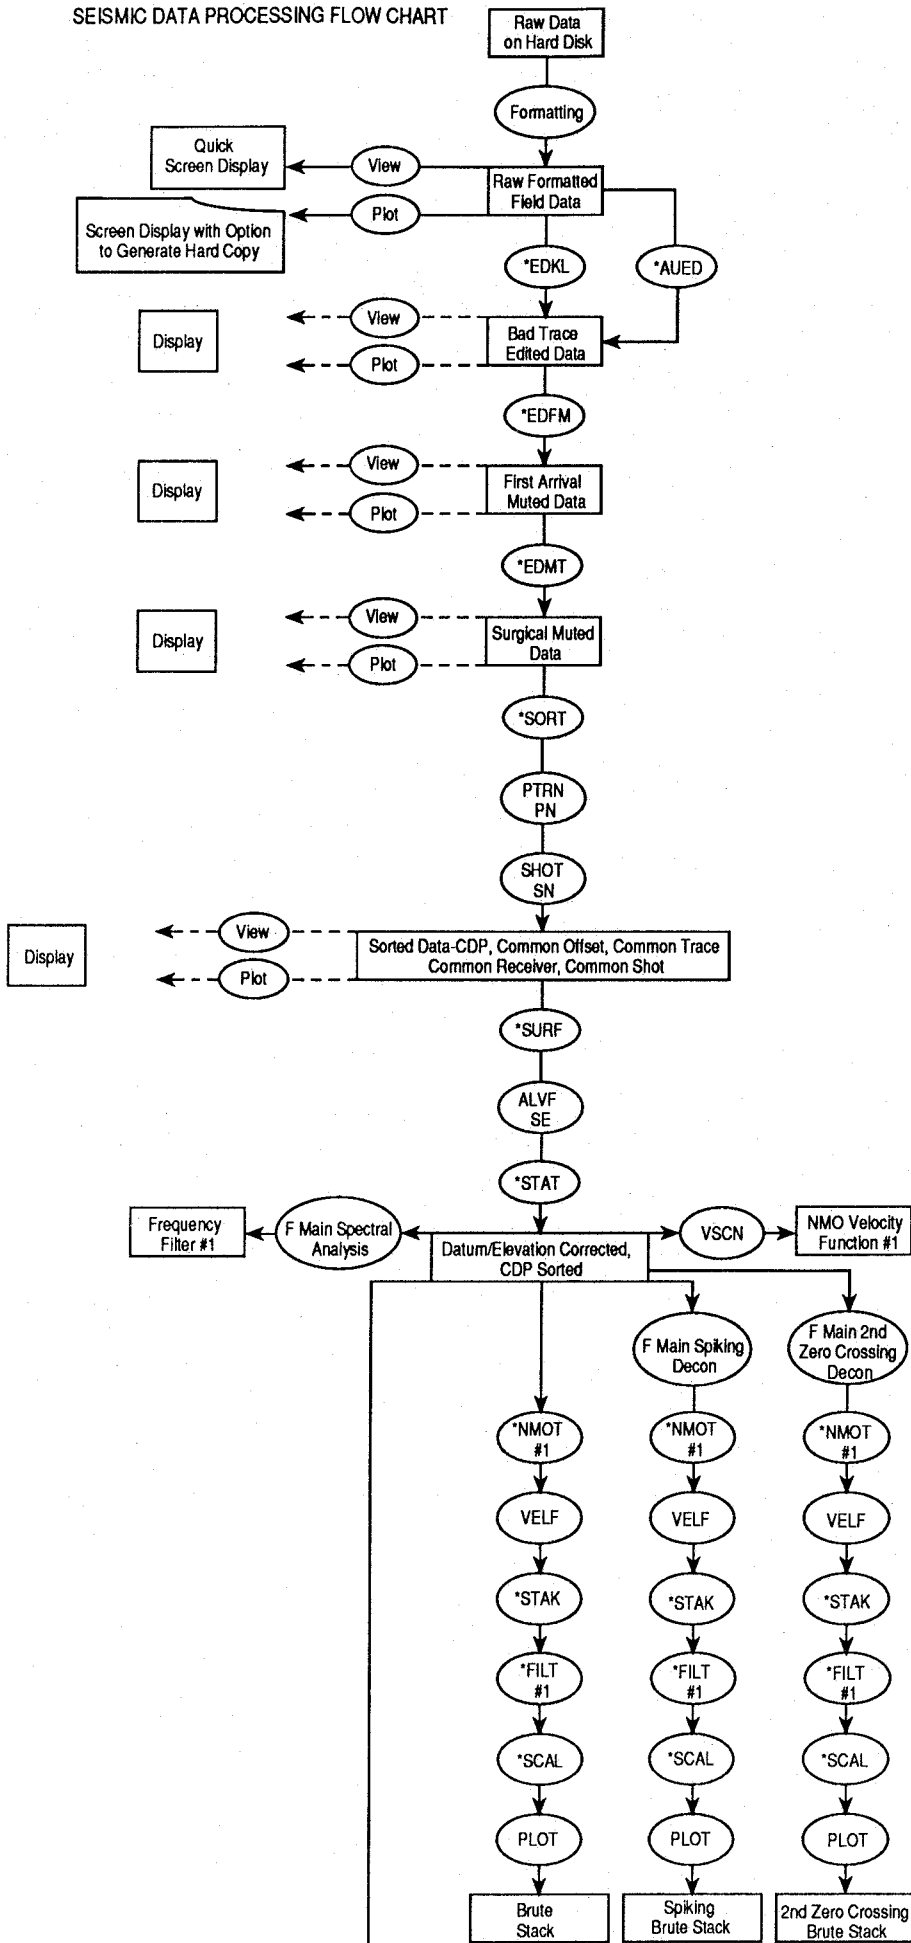 SEISMIC DATA PROCESSING FLOW CHART
Raw Data
on Hard Disk
Formatting
Quick
Screen Display
View
Raw Formatted
Field Data
Plot
Screen Display with Option
to Generate Hard Copy
*EDKL
*AUED
View
Display
Bad Trace
Edited Data
Plot
*EDFM
View
Display
First Arrival
Muted Data
Plot
*EDMT
View
Display
Surgical Muted
Data
Plot
*SORT
PTRN
PN
SHOT
SN
View
Display
Sorted Data-CDP, Common Offset, Common Trace
Common Receiver, Common Shot
Plot
*SURF
ALVF
SE
*STAT
Frequency
Filter #1
F Main Spectral
Analysis
Datum/Elevation Corrected,
CDP Sorted
VSCN
NMO Velocity
Function #1
F Main Spiking
Decon
F Main 2nd
Zero Crossing
Decon
*NMOT
#1
*NMOT
#1
*NMOT
#1
VELF
VELF
VELF
*STAK
*STAK
*STAK
*FILT
#1
*FILT
#1
*FILT
#1
*SCAL
*SCAL
*SCAL
PLOT
PLOT
PLOT
Brute
Stack
Spiking
Brute Stack
2nd Zero Crossing
Brute Stack